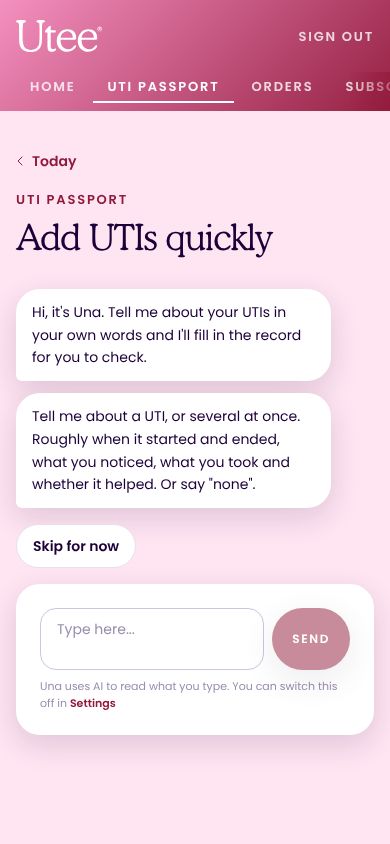 Utee®
SIGN OUT
HOME UTI PASSPORT ORDERS
Today
UTI PASSPORT
Add UTIs quickly
Hi, it's Una. Tell me about your UTIs in
your own words and I'll fill in the record
for you to check.
Tell me about a UTI, or several at once.
Roughly when it started and ended,
what you noticed, what you took and
whether it helped. Or say "none".
Skip for now
Type here...
SEND
Una uses AI to read what you type. You can switch this
off in Settings